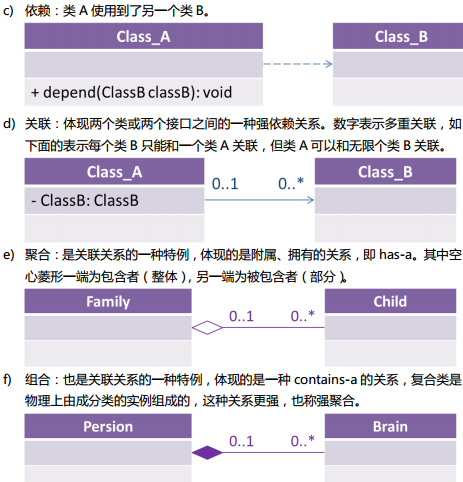 c) 依赖：类 A 使用到了另一个类 B。
Class_A
Class_B
+ depend(ClassB classB): void
d) 关联：体现两个类或两个接口之间的一种强依赖关系。数字表示多重关联，如
下面的表示每个类 B 只能和一个类 A 关联，但类 A 可以和无限个类 B 关联。
Class_A
0..1
0..*
Class_B
- ClassB: ClassB
e) 聚合：是关联关系的一种特例，体现的是附属、拥有的关系，即 has-a。其中空
心菱形一端为包含者（整体），另一端为被包含者（部分）。
Family
0..1
0..*
Child
f) 组合：也是关联关系的一种特例，体现的是一种 contains-a 的关系，复合类是
物理上由成分类的实例组成的，这种关系更强，也称强聚合。
Persion
0..1
0..*
Brain